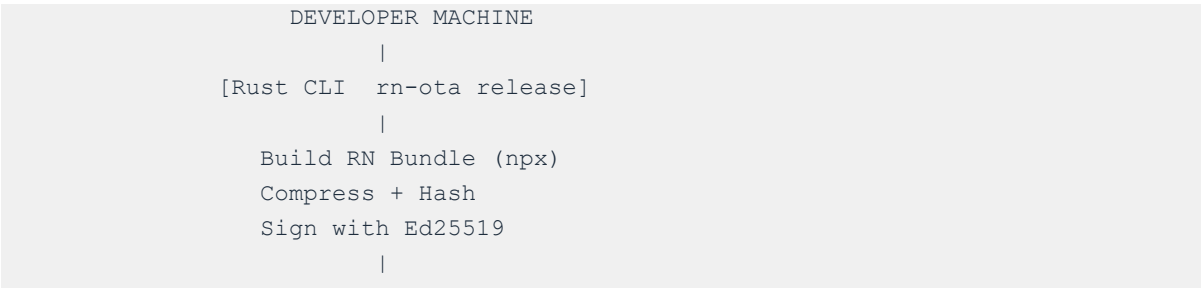 DEVELOPER MACHINE
|
[Rust CLI  rn-ota release]
|
Build RN Bundle (npx)
Compress + Hash
Sign with Ed25519
|